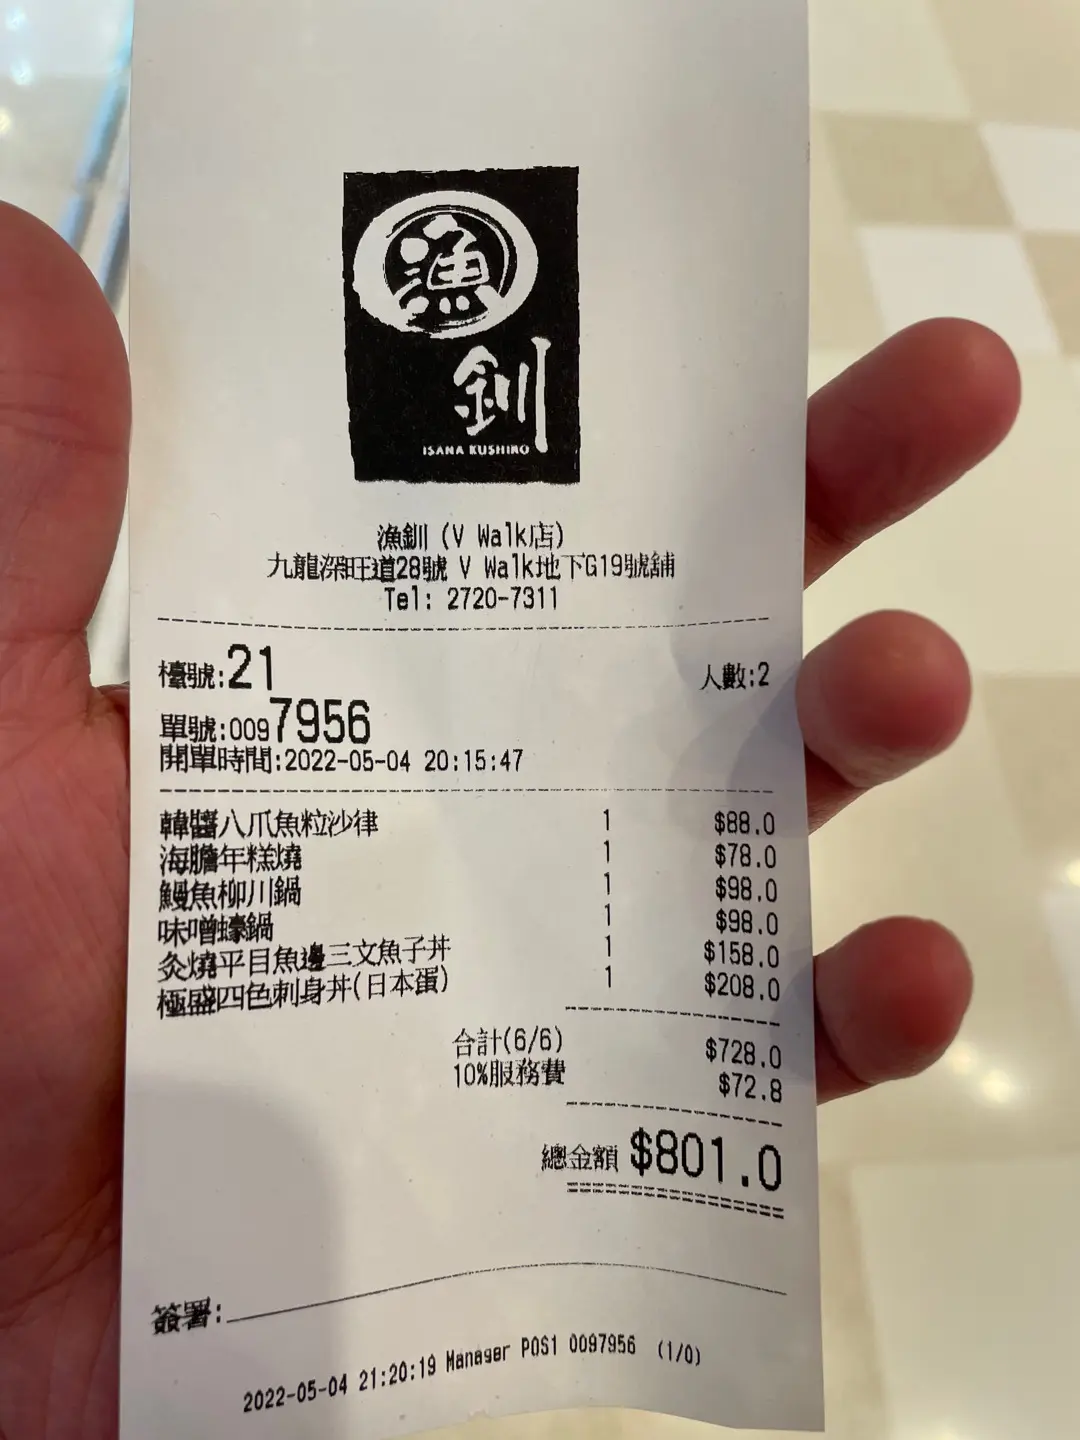 漁
釧
ISANA KUSHIRO
漁釧 (V Walk店)
九龍深旺道28號 V Walk地下G19號舖
Tel: 2720-7311
檯號:21 人數:2
單號:0097956
開單時間:2022-05-04 20:15:47
韓醬八爪魚粒沙律 1 $88.0
海膽年糕燒 1 $78.0
鰻魚柳川鍋 1 $98.0
味噌蠔鍋 1 $98.0
灸燒平目魚邊三文魚子丼 1 $158.0
極盛四色刺身丼(日本蛋) 1 $208.0
合計(6/6) $728.0
10%服務費 $72.8
總金額 $801.0
簽署:
2022-05-04 21:20:19 Manager POS1 0097956 (1/0)